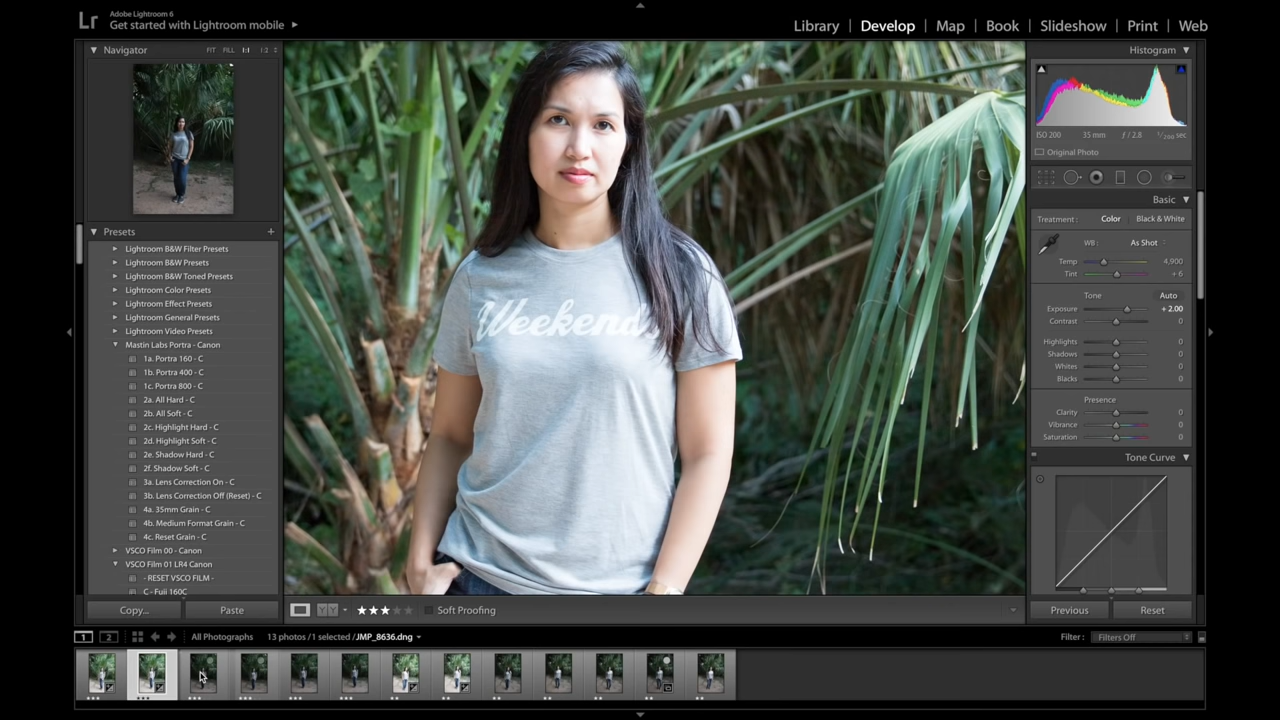 Lr
Adobe Lightroom 6
Get started with Lightroom mobile
Library | Develop | Map | Book | Slideshow | Print | Web
Navigator FIT FILL 1:1 1:2
Presets +
Lightroom B&W Filter Presets
Lightroom B&W Presets
Lightroom B&W Toned Presets
Lightroom Color Presets
Lightroom Effect Presets
Lightroom General Presets
Lightroom Video Presets
Mastin Labs Portra - Canon
1a. Portra 160 - C
1b. Portra 400 - C
1c. Portra 800 - C
2a. All Hard - C
2b. All Soft - C
2c. Highlight Hard - C
2d. Highlight Soft - C
2e. Shadow Hard - C
2f. Shadow Soft - C
3a. Lens Correction On - C
3b. Lens Correction Off (Reset) - C
4a. 35mm Grain - C
4b. Medium Format Grain - C
4c. Reset Grain - C
VSCO Film 00 - Canon
VSCO Film 01 LR4 Canon
- RESET VSCO FILM -
C - Fuji 160C
Copy... Paste
Weekend
Soft Proofing
Histogram
ISO 200 35 mm f / 2.8 1/200 sec
Original Photo
Basic
Treatment : Color Black & White
WB : As Shot
Temp 4,900
Tint + 6
Tone Auto
Exposure + 2.00
Contrast 0
Highlights 0
Shadows 0
Whites 0
Blacks 0
Presence
Clarity 0
Vibrance 0
Saturation 0
Tone Curve
Previous Reset
1 2 All Photographs 13 photos / 1 selected / JMP_8636.dng
Filter : Filters Off